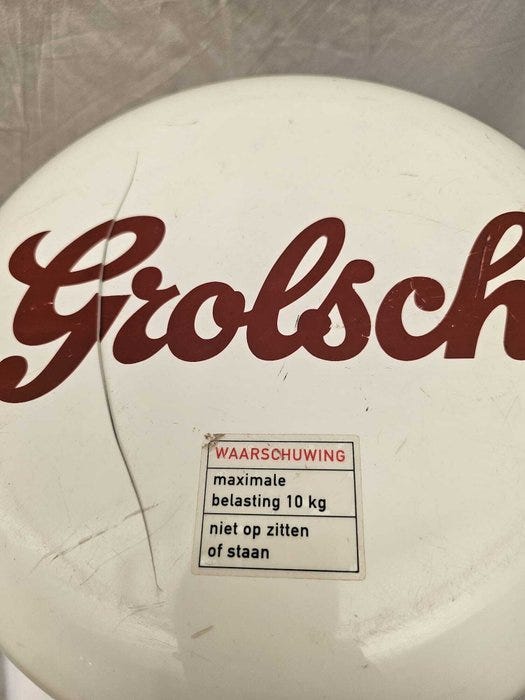 Grolsch
WAARSCHUWING
maximale
belasting 10 kg
niet op zitten
of staan